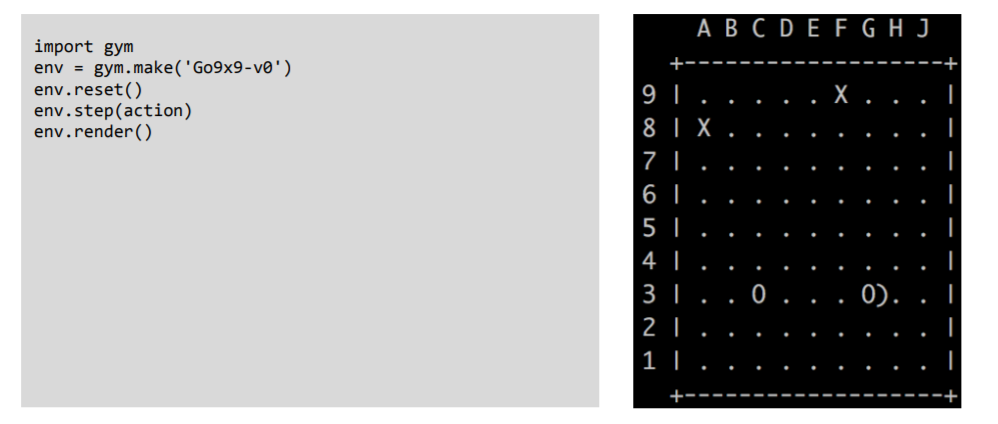 import gym
env = gym.make('Go9x9-v0')
env.reset()
env.step(action)
env.render()
A B C D E F G H J
+-------------------+
9 | . . . . . X . . . |
8 | X . . . . . . . . |
7 | . . . . . . . . . |
6 | . . . . . . . . . |
5 | . . . . . . . . . |
4 | . . . . . . . . . |
3 | . . O . . . O). . |
2 | . . . . . . . . . |
1 | . . . . . . . . . |
+-------------------+